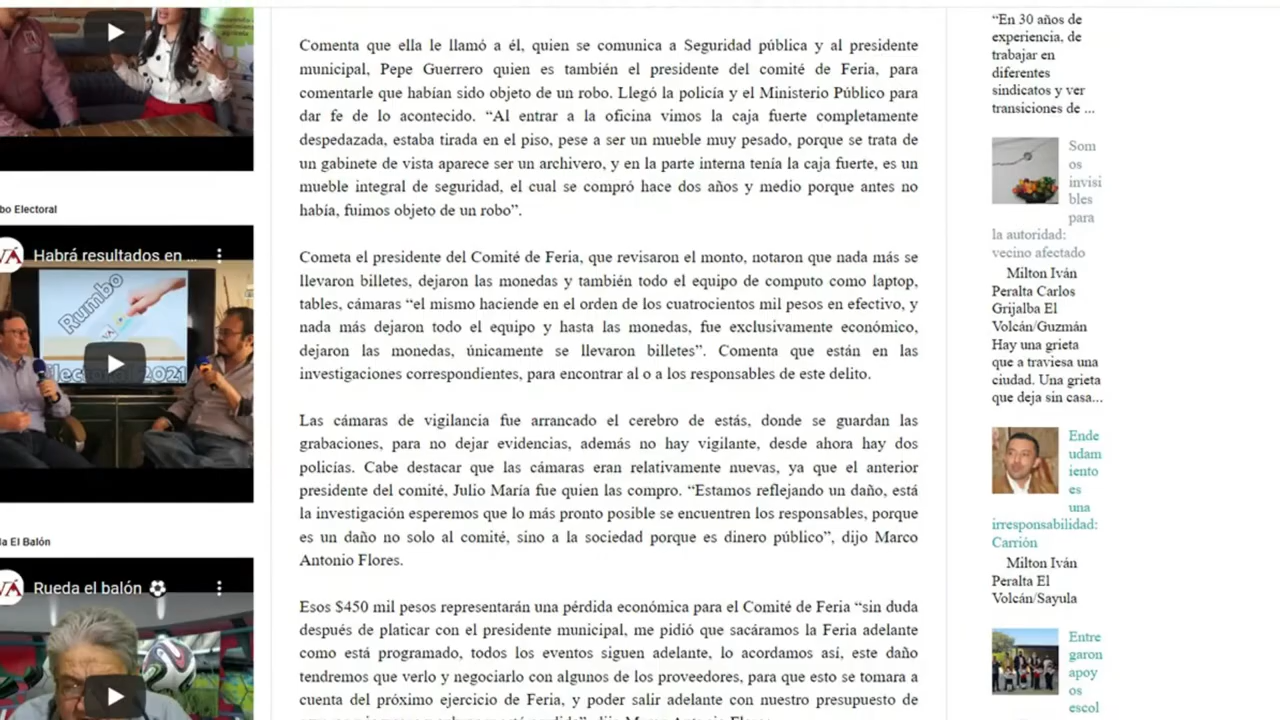 bo Electoral
Habrá resultados en ...
Rumbo
Electoral 2021
la El Balón
Rueda el balón ⚽
Comenta que ella le llamó a él, quien se comunica a Seguridad pública y al presidente
municipal, Pepe Guerrero quien es también el presidente del comité de Feria, para
comentarle que habían sido objeto de un robo. Llegó la policía y el Ministerio Público para
dar fe de lo acontecido. “Al entrar a la oficina vimos la caja fuerte completamente
despedazada, estaba tirada en el piso, pese a ser un mueble muy pesado, porque se trata de
un gabinete de vista aparece ser un archivero, y en la parte interna tenía la caja fuerte, es un
mueble integral de seguridad, el cual se compró hace dos años y medio porque antes no
había, fuimos objeto de un robo”.
Cometa el presidente del Comité de Feria, que revisaron el monto, notaron que nada más se
llevaron billetes, dejaron las monedas y también todo el equipo de computo como laptop,
tables, cámaras “el mismo haciende en el orden de los cuatrocientos mil pesos en efectivo, y
nada más dejaron todo el equipo y hasta las monedas, fue exclusivamente económico,
dejaron las monedas, únicamente se llevaron billetes”. Comenta que están en las
investigaciones correspondientes, para encontrar al o a los responsables de este delito.
Las cámaras de vigilancia fue arrancado el cerebro de estás, donde se guardan las
grabaciones, para no dejar evidencias, además no hay vigilante, desde ahora hay dos
policías. Cabe destacar que las cámaras eran relativamente nuevas, ya que el anterior
presidente del comité, Julio María fue quien las compro. “Estamos reflejando un daño, está
la investigación esperemos que lo más pronto posible se encuentren los responsables, porque
es un daño no solo al comité, sino a la sociedad porque es dinero público”, dijo Marco
Antonio Flores.
Esos $450 mil pesos representarán una pérdida económica para el Comité de Feria “sin duda
después de platicar con el presidente municipal, me pidió que sacáramos la Feria adelante
como está programado, todos los eventos siguen adelante, lo acordamos así, este daño
tendremos que verlo y negociarlo con algunos de los proveedores, para que esto se tomara a
cuenta del próximo ejercicio de Feria, y poder salir adelante con nuestro presupuesto de
“En 30 años de
experiencia, de
trabajar en
diferentes
sindicatos y ver
transiciones de ...
Som
os
invisi
bles
para
la autoridad:
vecino afectado
Milton Iván
Peralta Carlos
Grijalba El
Volcán/Guzmán
Hay una grieta
que a traviesa una
ciudad. Una grieta
que deja sin casa...
Ende
udam
iento
es
una
irresponsabilidad:
Carrión
Milton Iván
Peralta El
Volcán/Sayula
Entre
garon
apoy
os
escol